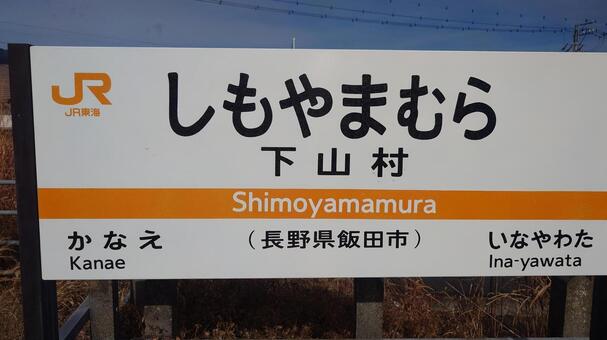 JR
JR東海
しもやまむら
下山村
Shimoyamamura
かなえ
Kanae
(長野県飯田市)
いなやわた
Ina-yawata